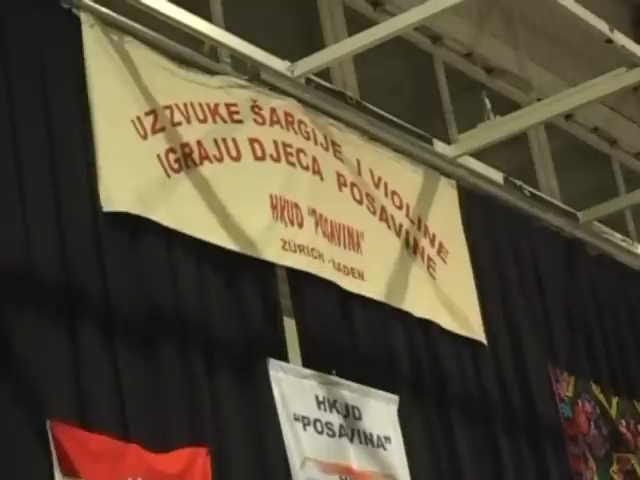 UZ ZVUKE ŠARGIJE I VIOLINE
IGRAJU DJECA POSAVINE
HKUD "POSAVINA"
ZÜRICH - BADEN
HKUD
"POSAVINA"